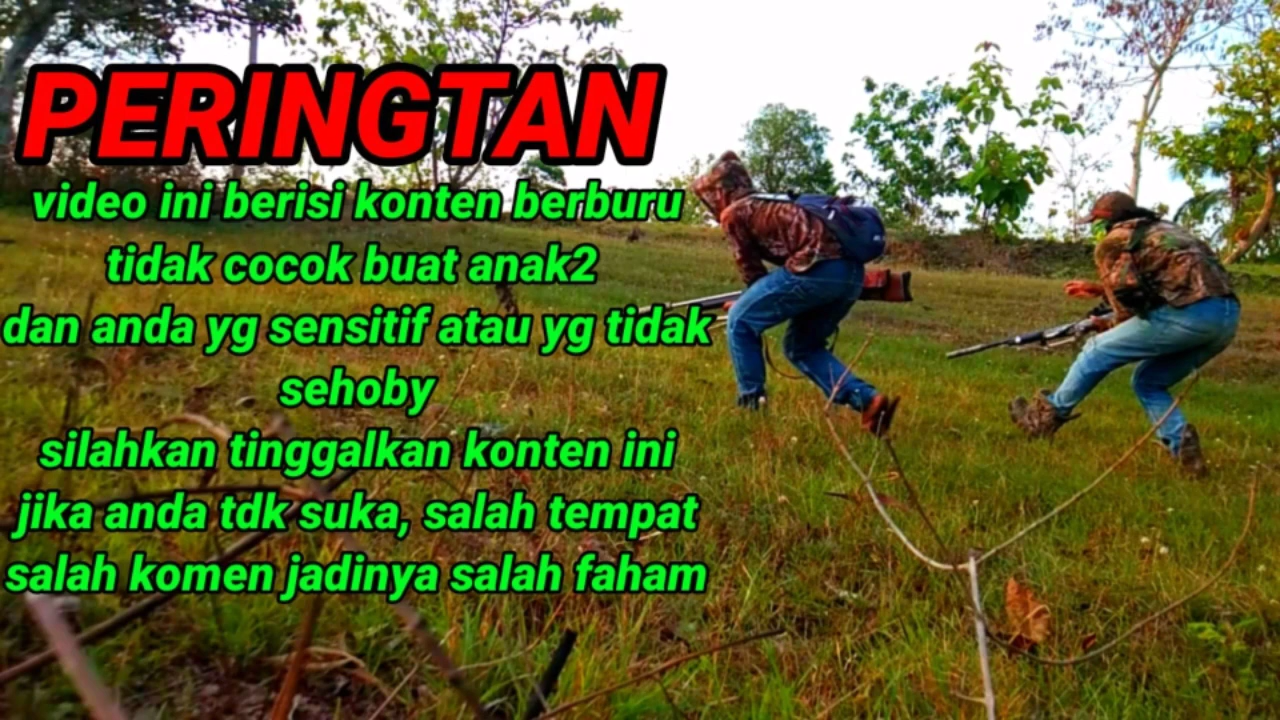 PERINGTAN
video ini berisi konten berburu
tidak cocok buat anak2
dan anda yg sensitif atau yg tidak
sehoby
silahkan tinggalkan konten ini
jika anda tdk suka, salah tempat
salah komen jadinya salah faham